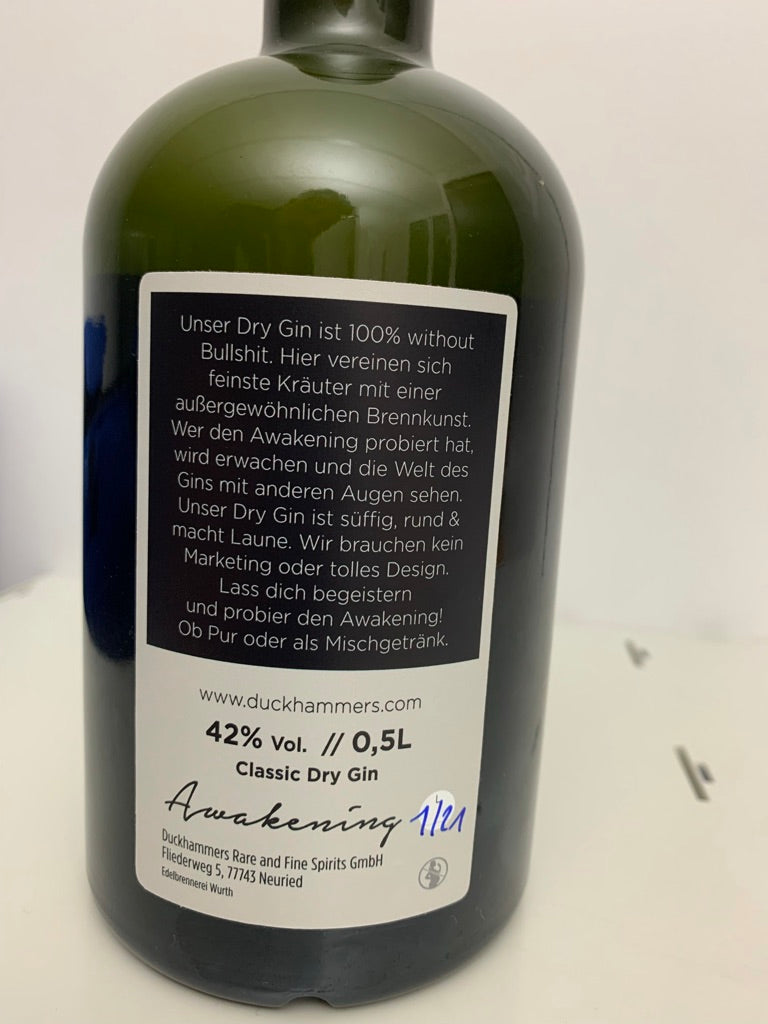 Unser Dry Gin ist 100% without
Bullshit. Hier vereinen sich
feinste Kräuter mit einer
außergewöhnlichen Brennkunst.
Wer den Awakening probiert hat,
wird erwachen und die Welt des
Gins mit anderen Augen sehen.
Unser Dry Gin ist süffig, rund &
macht Laune. Wir brauchen kein
Marketing oder tolles Design.
Lass dich begeistern
und probier den Awakening!
Ob Pur oder als Mischgetränk.
www.duckhammers.com
42% Vol. // 0,5L
Classic Dry Gin
Awakening 1/21
Duckhammers Rare and Fine Spirits GmbH
Fliederweg 5, 77743 Neuried
Edelbrennerei Wurth